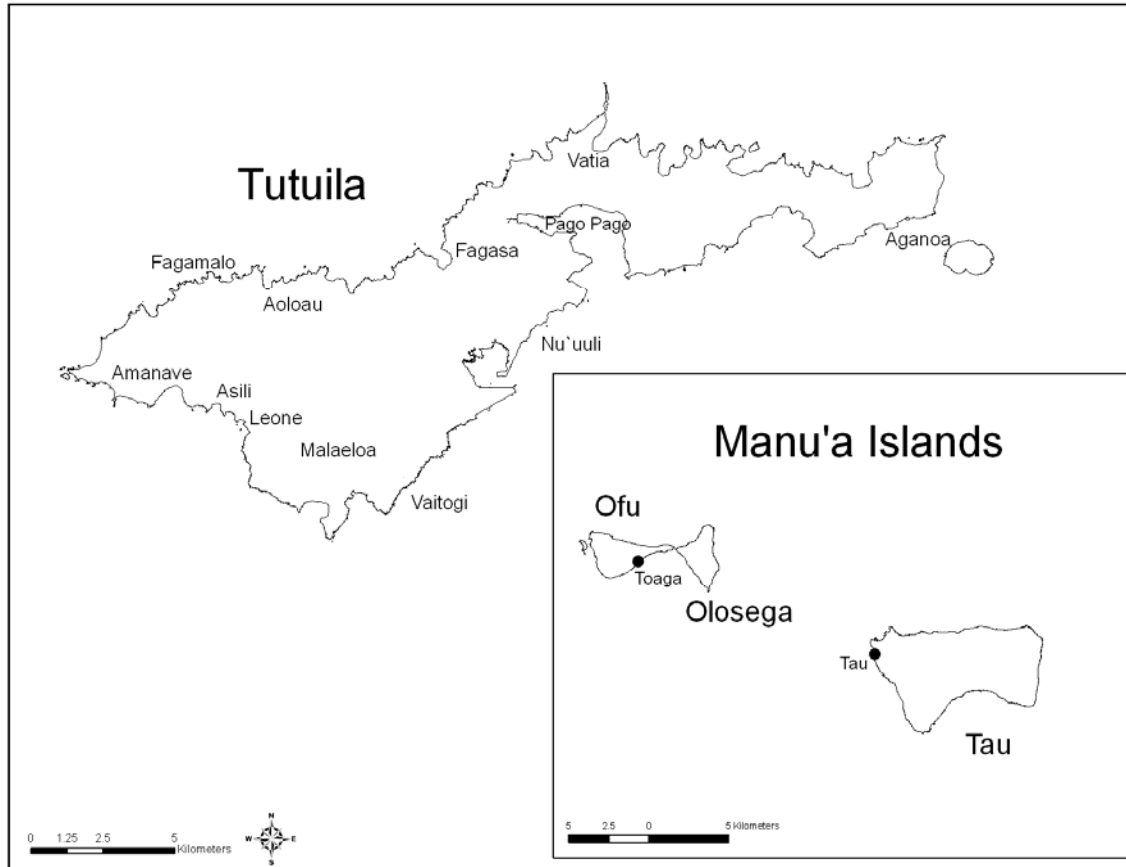 Tutuila
Vatia
Pago Pago
Aganoa
Fagasa
Fagamalo
Aoloau
Nu`uuli
Amanave
Asili
Leone
Malaeloa
Vaitogi
Manu'a Islands
Ofu
Toaga
Olosega
Tau
Tau
0 1.25 2.5 5
Kilometers
N
W E
S
5 2.5 0 5 Kilometers